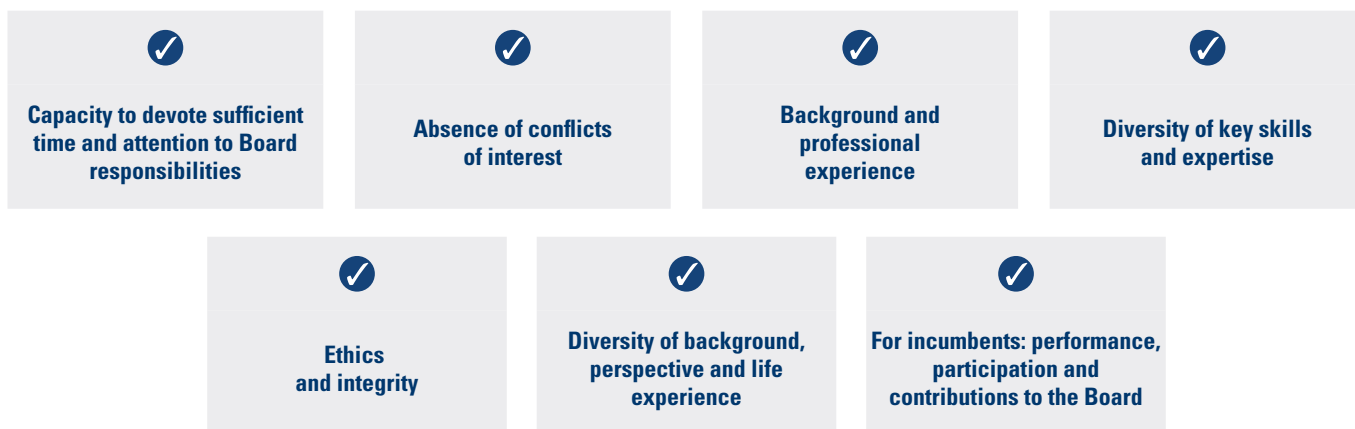 Capacity to devote sufficient
time and attention to Board
responsibilities
Absence of conflicts
of interest
Background and
professional
experience
Diversity of key skills
and expertise
Ethics
and integrity
Diversity of background,
perspective and life
experience
For incumbents: performance,
participation and
contributions to the Board